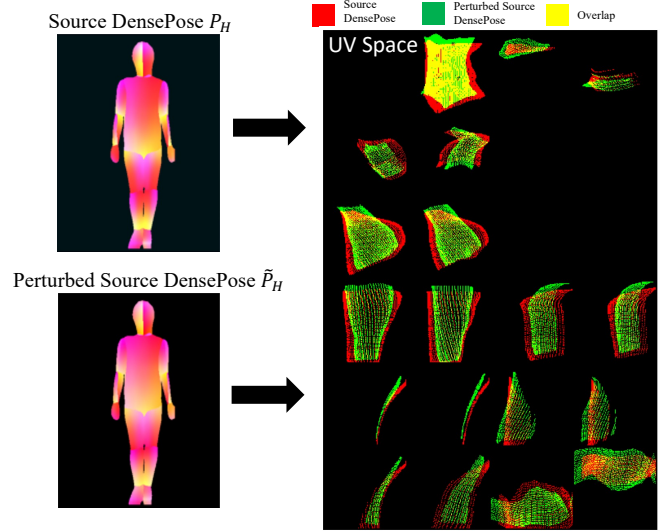 Source DensePose P_H
Source
DensePose
Perturbed Source
DensePose
Overlap
UV Space
Perturbed Source DensePose P̃_H